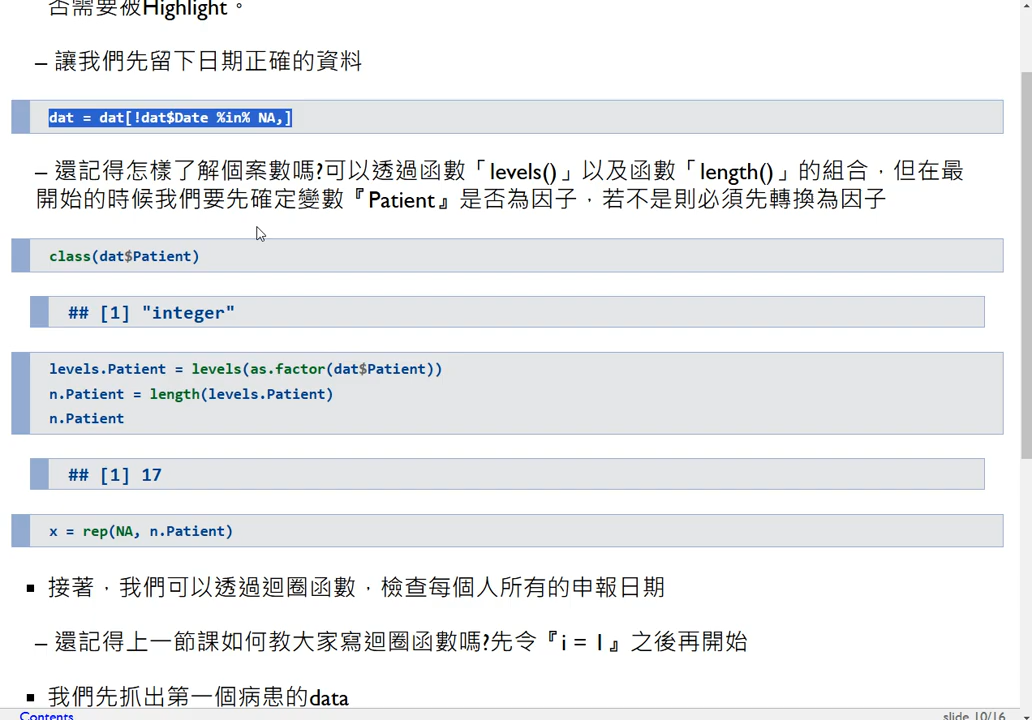 否需要被Highlight。
– 讓我們先留下日期正確的資料
dat = dat[!dat$Date %in% NA,]
– 還記得怎樣了解個案數嗎?可以透過函數「levels()」以及函數「length()」的組合，但在最
開始的時候我們要先確定變數『Patient』是否為因子，若不是則必須先轉換為因子
class(dat$Patient)
## [1] "integer"
levels.Patient = levels(as.factor(dat$Patient))
n.Patient = length(levels.Patient)
n.Patient
## [1] 17
x = rep(NA, n.Patient)
▪ 接著，我們可以透過迴圈函數，檢查每個人所有的申報日期
– 還記得上一節課如何教大家寫迴圈函數嗎?先令『i = 1』之後再開始
▪ 我們先抓出第一個病患的data
Contents
slide 10/16